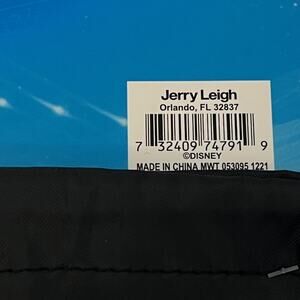 Jerry Leigh
Orlando, FL 32837
7 32409 74791 9
©DISNEY
MADE IN CHINA MWT 053095 1221